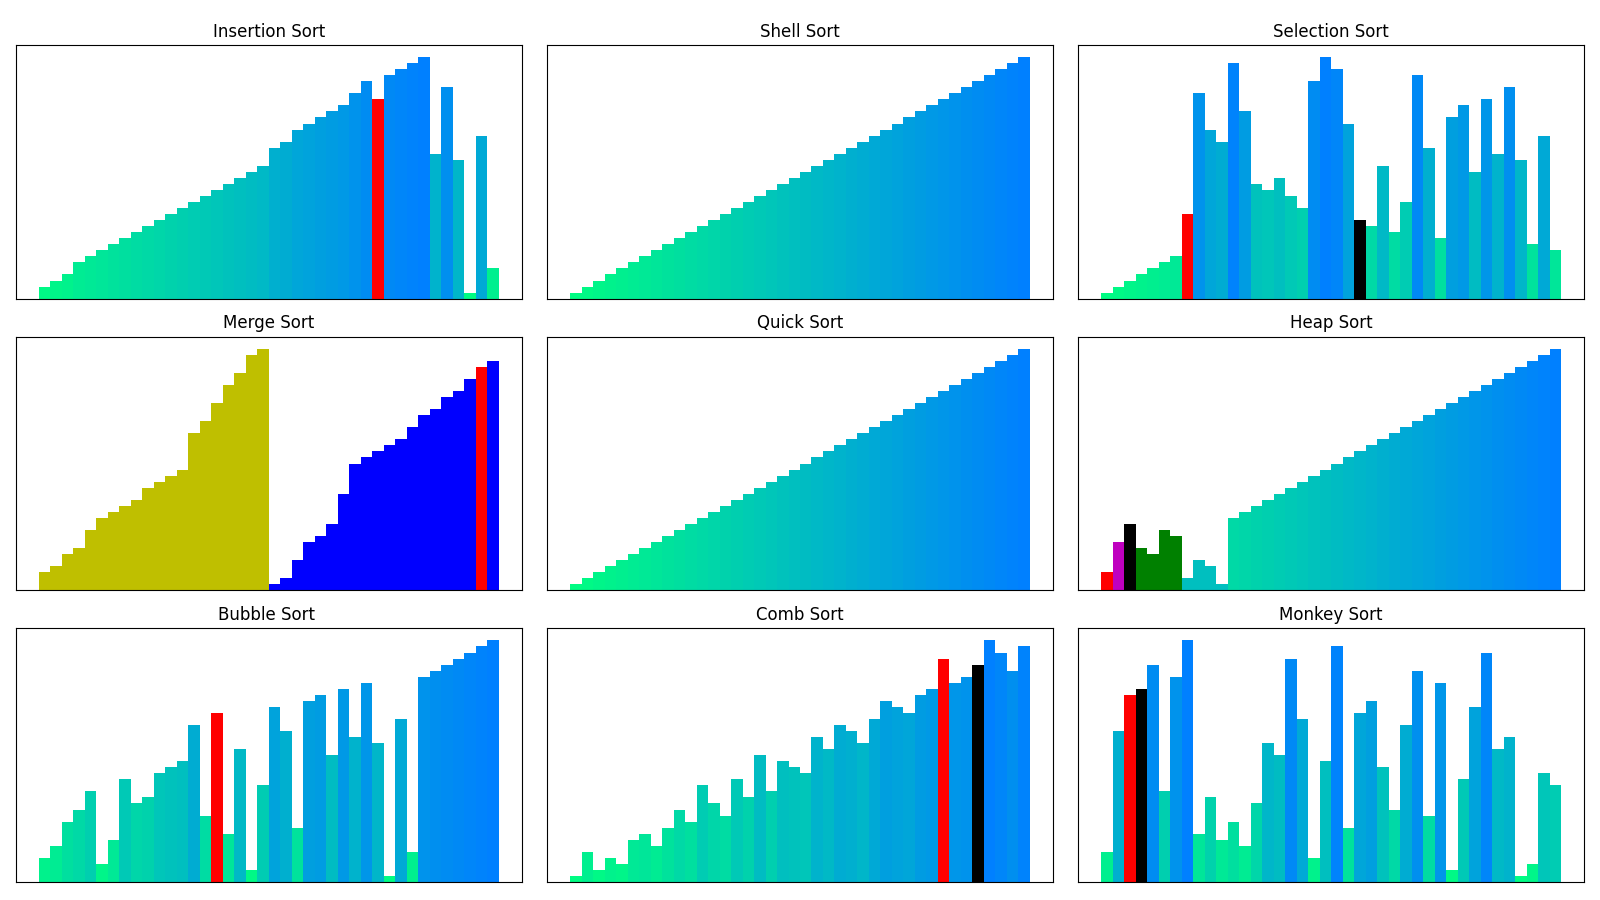 Insertion Sort
Shell Sort
Selection Sort
Merge Sort
Quick Sort
Heap Sort
Bubble Sort
Comb Sort
Monkey Sort